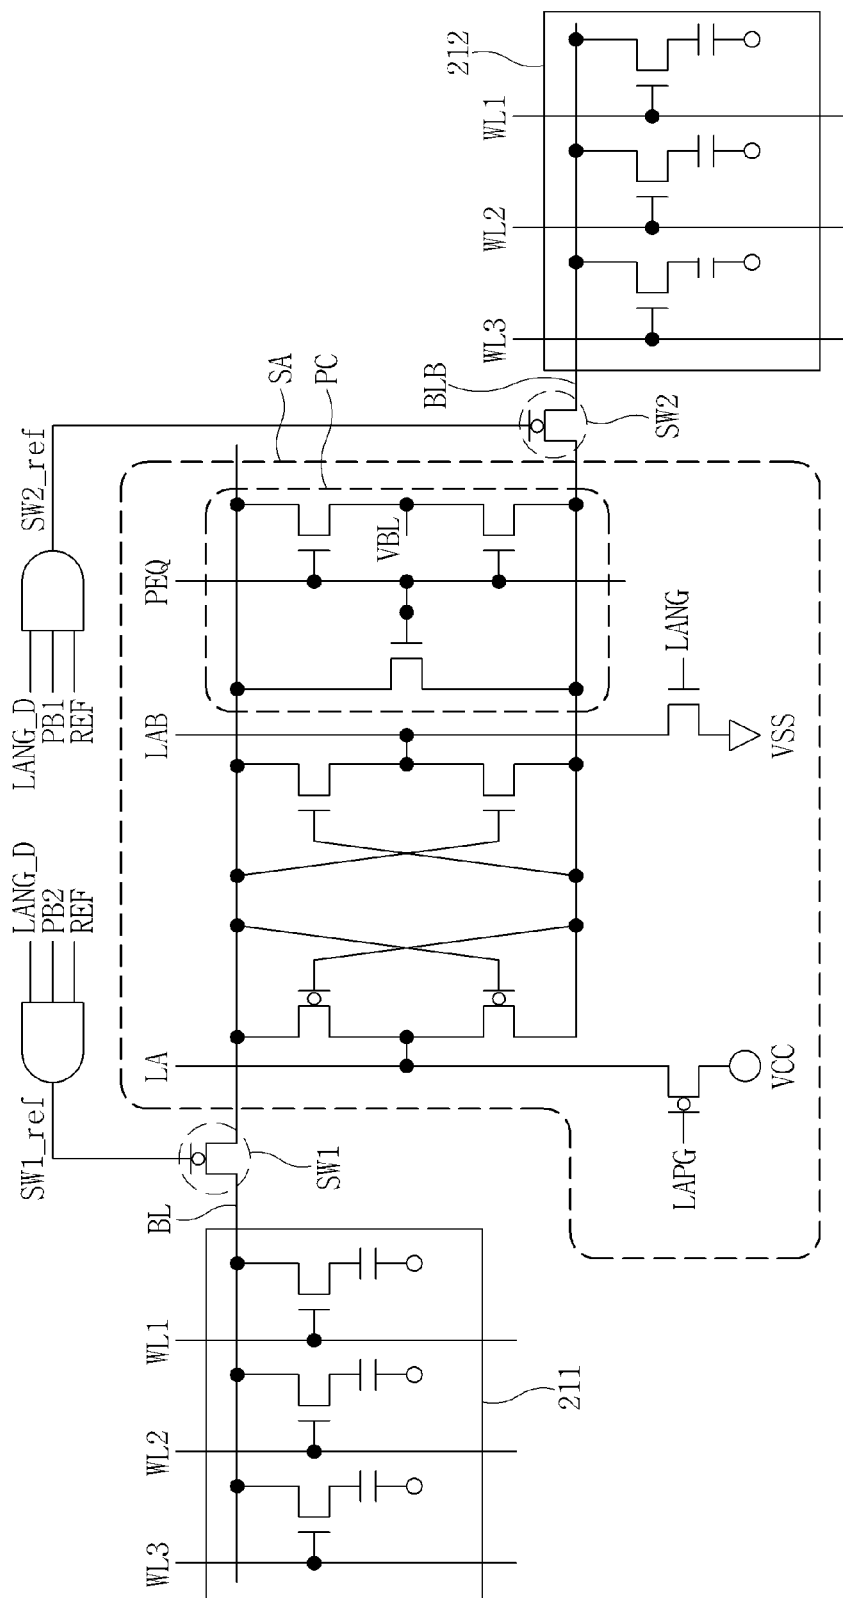 SW1_ref
LANG_D
PB2
REF
LANG_D
PB1
REF
SW2_ref
SA
PC
WL3
WL2
WL1
BL
SW1
LA
LAB
PEQ
VBL
BLB
SW2
WL3
WL2
WL1
212
211
LAPG
VCC
LANG
VSS